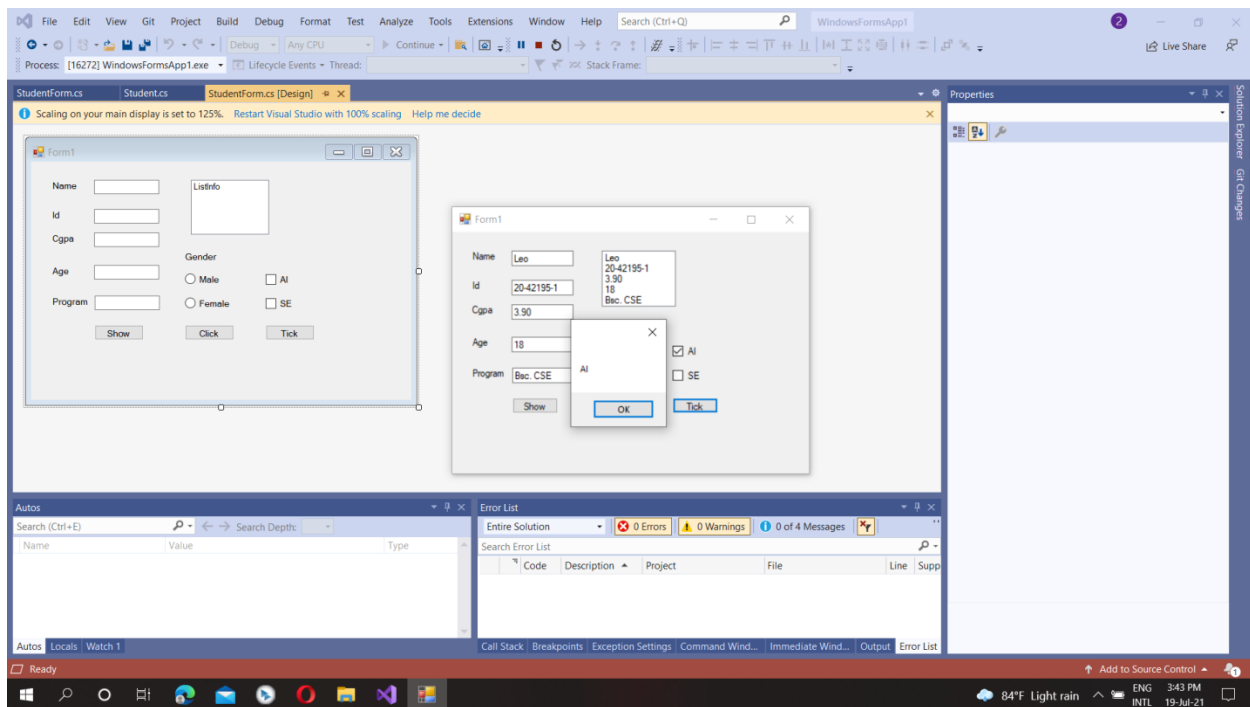 File Edit View Git Project Build Debug Format Test Analyze Tools Extensions Window Help Search (Ctrl+Q) WindowsFormsApp1 2
Debug Any CPU Continue Live Share
Process: [16272] WindowsFormsApp1.exe Lifecycle Events Thread: Stack Frame:
StudentForm.cs Student.cs StudentForm.cs [Design]
Properties
Scaling on your main display is set to 125%. Restart Visual Studio with 100% scaling Help me decide
Solution Explorer
Git Changes
Form1
Name
ListInfo
Id
Cgpa
Gender
Age
Male
AI
Program
Female
SE
Show Click Tick
Form1
Name Leo
Leo
20-42195-1
3.90
18
Bsc. CSE
Id 20-42195-1
Cgpa 3.90
Age 18
AI
AI
Program Bsc. CSE
SE
Show
OK
Tick
Autos
Search (Ctrl+E) Search Depth:
Name Value Type
Autos Locals Watch 1
Error List
Entire Solution 0 Errors 0 Warnings 0 of 4 Messages
Search Error List
Code Description Project File Line Supp
Call Stack Breakpoints Exception Settings Command Wind... Immediate Wind... Output Error List
Ready Add to Source Control 1
84°F Light rain ENG INTL 3:43 PM 19-Jul-21